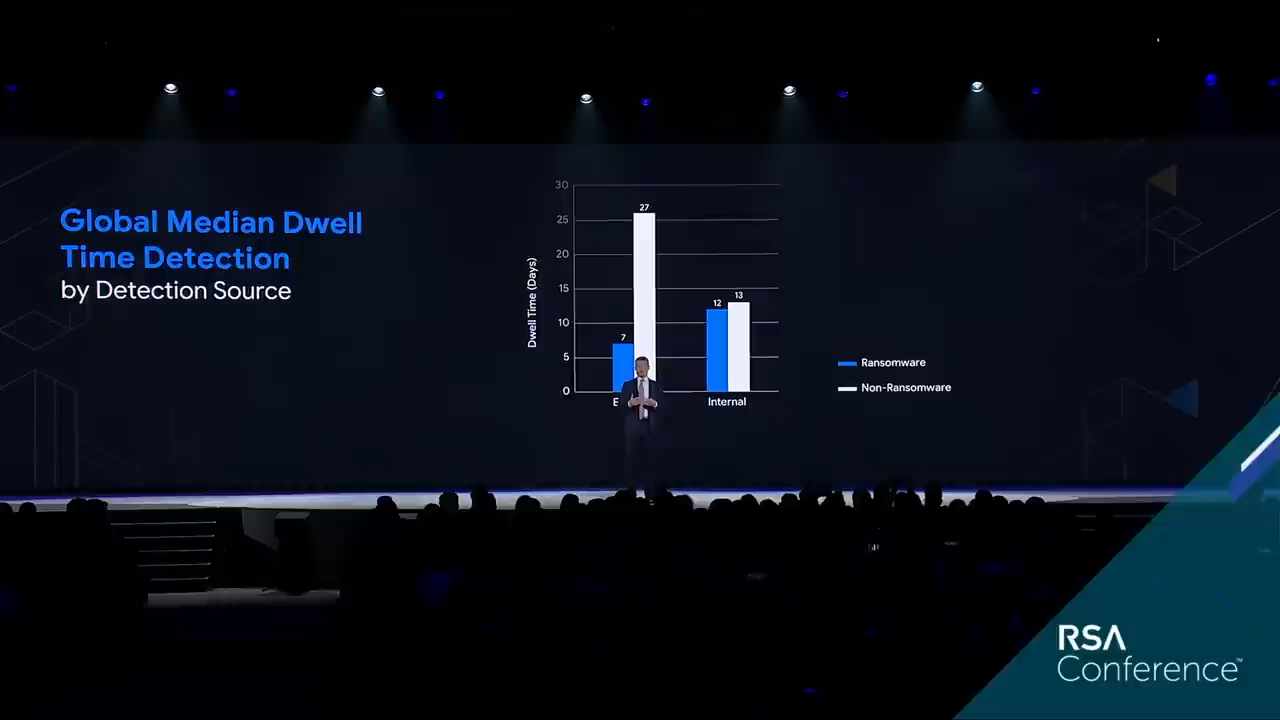 Global Median Dwell
Time Detection
by Detection Source
Dwell Time (Days)
30
25
20
15
10
5
0
7
27
12
13
Internal
Ransomware
Non-Ransomware
RSA
Conference™